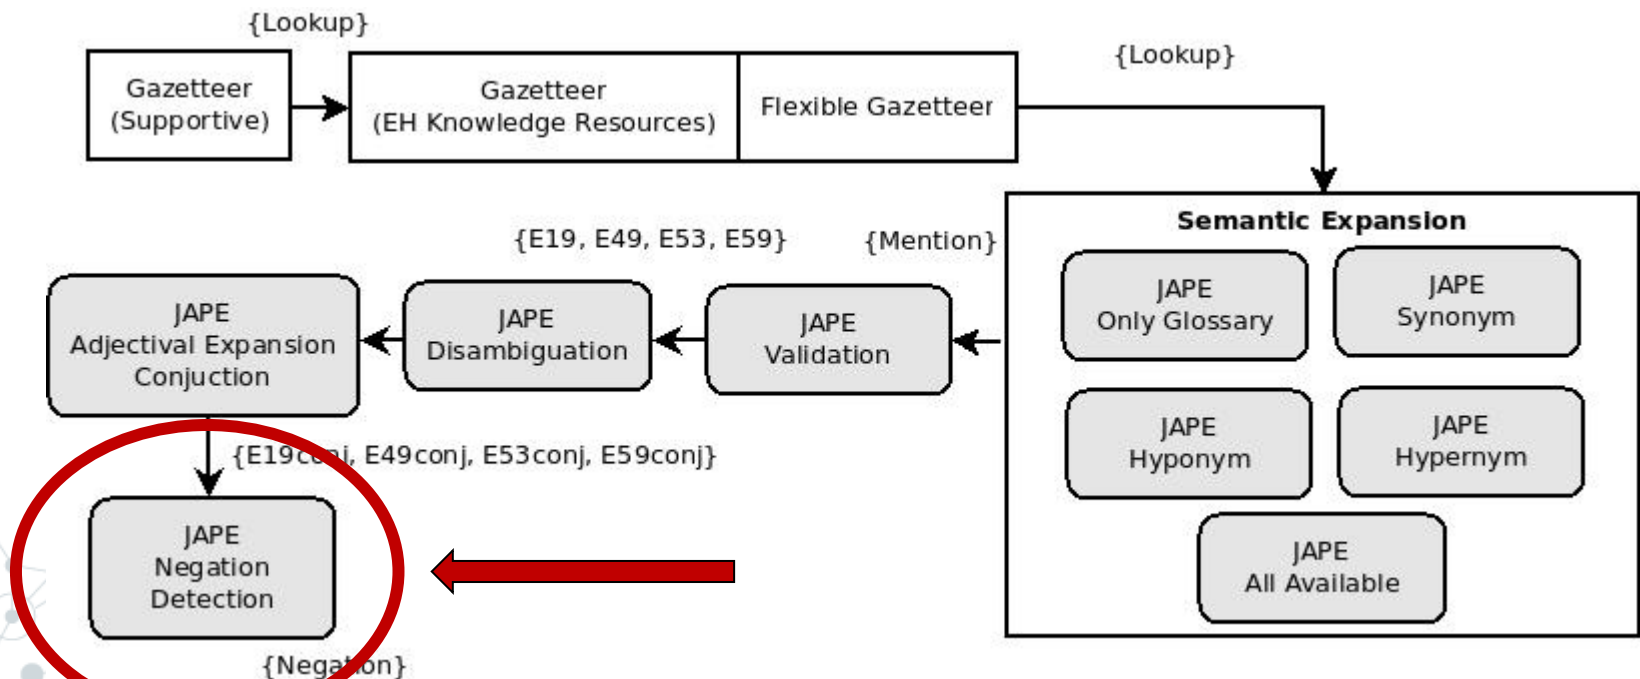 {Lookup}
Gazetteer
(Supportive)
Gazetteer
(EH Knowledge Resources)
Flexible Gazetteer
{Lookup}
Semantic Expansion
JAPE
Only Glossary
JAPE
Synonym
JAPE
Hyponym
JAPE
Hypernym
JAPE
All Available
{Mention}
JAPE
Validation
{E19, E49, E53, E59}
JAPE
Disambiguation
JAPE
Adjectival Expansion
Conjuction
{E19conj, E49conj, E53conj, E59conj}
JAPE
Negation
Detection
{Negation}